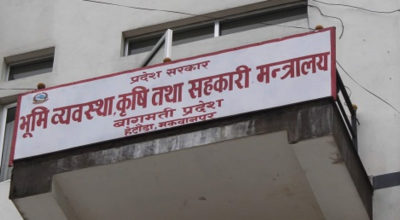 प्रदेश सरकार
भूमि व्यवस्था, कृषि तथा सहकारी मन्त्रालय
बागमती प्रदेश
हेटौंडा, मकवानपुर